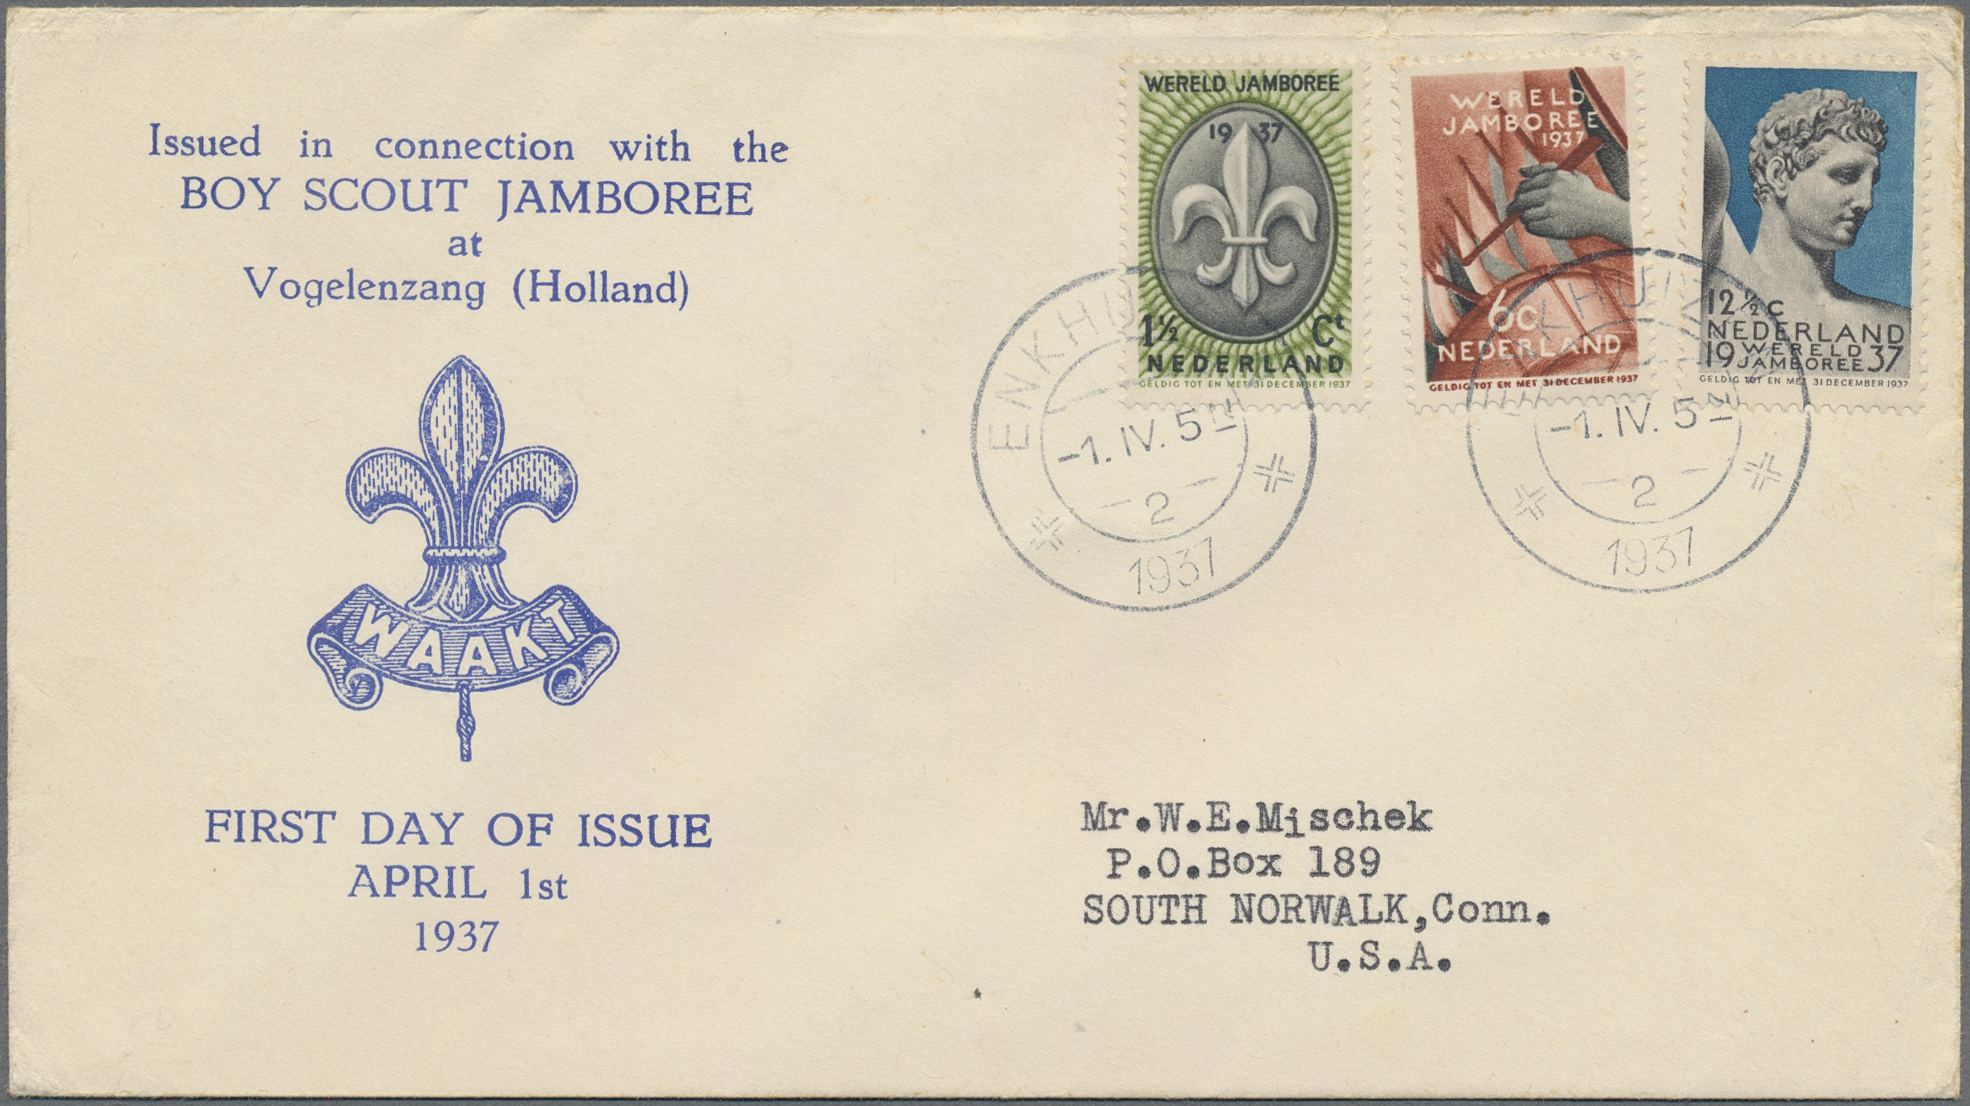 Issued in connection with the
BOY SCOUT JAMBOREE
at
Vogelenzang (Holland)
WAAKT
FIRST DAY OF ISSUE
APRIL 1st
1937
WERELD JAMBOREE
19 37
1½ Ct
NEDERLAND
GELDIG TOT EN MET 31 DECEMBER 1937
WERELD
JAMBOREE
1937
6c
NEDERLAND
GELDIG TOT EN MET 31 DECEMBER 1937
12½c
NEDERLAND
19 WERELD JAMBOREE 37
GELDIG TOT EN MET 31 DECEMBER 1937
-1.IV. 5
2
1937
-1.IV. 5
2
1937
Mr.W.E.Mischek
P.O.Box 189
SOUTH NORWALK,Conn.
U.S.A.